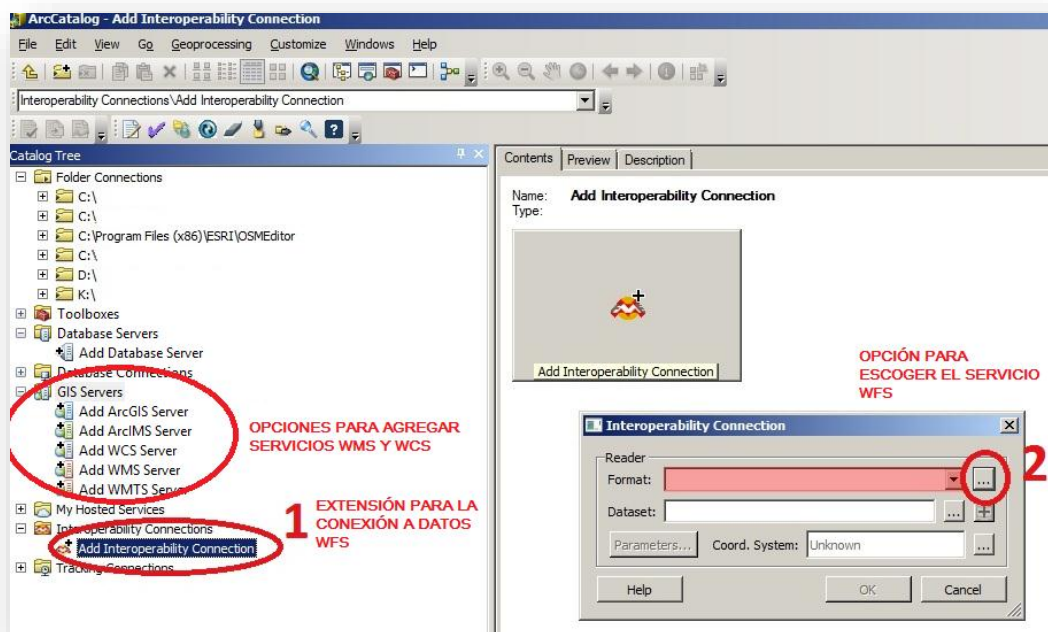 ArcCatalog - Add Interoperability Connection
File Edit View Go Geoprocessing Customize Windows Help
Interoperability Connections\Add Interoperability Connection
Catalog Tree
Folder Connections
C:\
C:\
C:\Program Files (x86)\ESRI\OSMEditor
C:\
D:\
K:\
Toolboxes
Database Servers
Add Database Server
Database Connections
GIS Servers
Add ArcGIS Server
Add ArcIMS Server
Add WCS Server
Add WMS Server
Add WMTS Server
My Hosted Services
Interoperability Connections
Add Interoperability Connection
Tracking Connections
OPCIONES PARA AGREGAR
SERVICIOS WMS Y WCS
1
EXTENSIÓN PARA LA
CONEXIÓN A DATOS
WFS
Contents Preview Description
Name: Add Interoperability Connection
Type:
Add Interoperability Connection
OPCIÓN PARA
ESCOGER EL SERVICIO
WFS
Interoperability Connection
Reader
Format: ...
2
Dataset: ...
Parameters... Coord. System: Unknown ...
Help OK Cancel